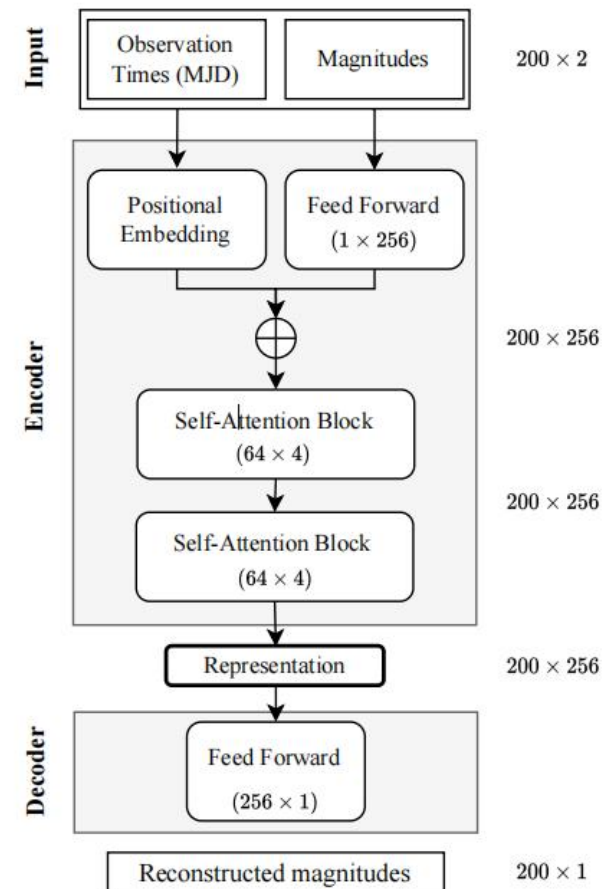 Input
Observation
Times (MJD)
Magnitudes
200 × 2
Encoder
Positional
Embedding
Feed Forward
(1 × 256)
200 × 256
Self-Attention Block
(64 × 4)
200 × 256
Self-Attention Block
(64 × 4)
Representation
200 × 256
Decoder
Feed Forward
(256 × 1)
Reconstructed magnitudes
200 × 1